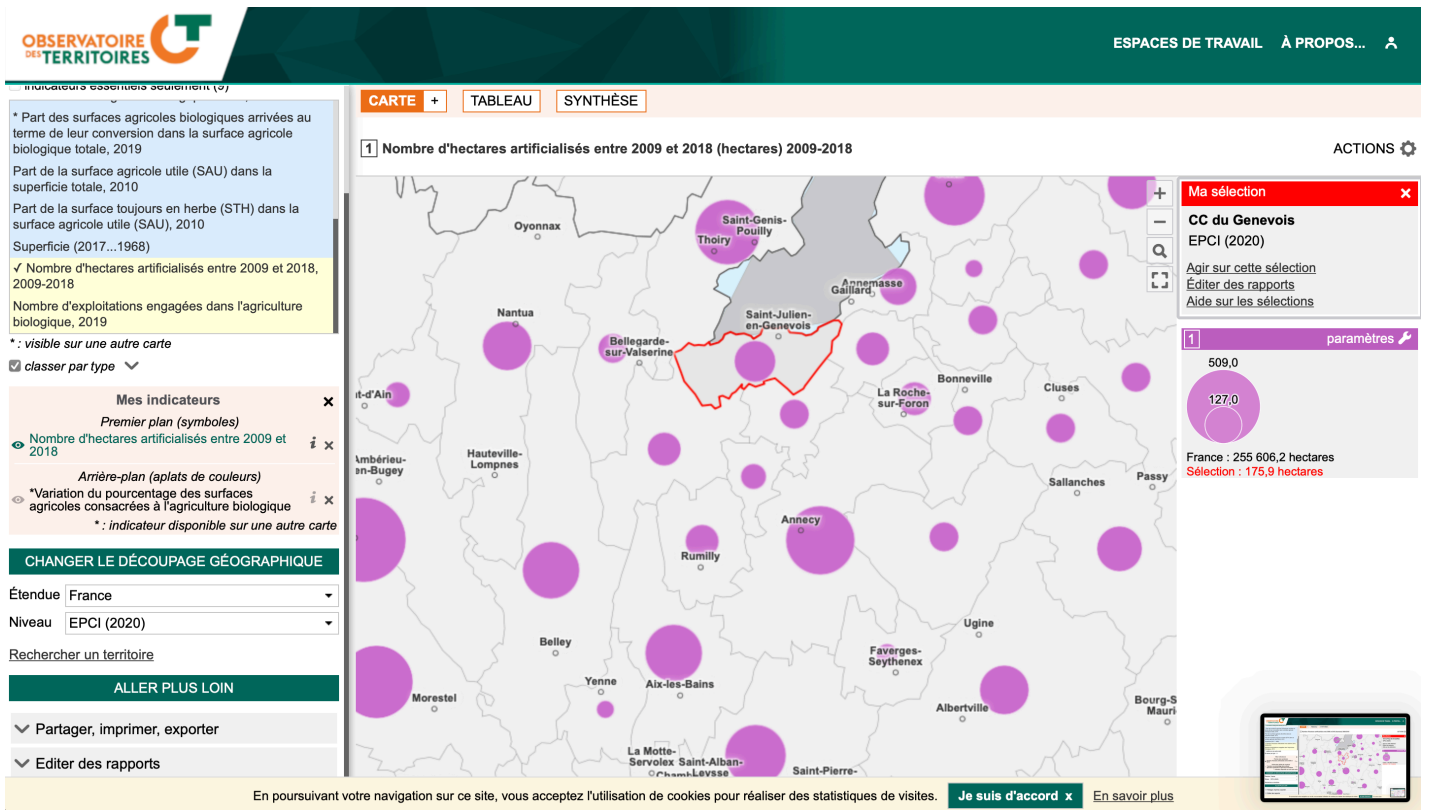 OBSERVATOIRE
DES TERRITOIRES
ESPACES DE TRAVAIL
À PROPOS...
indicateurs essentiels seulement (9)
* Part des surfaces agricoles biologiques arrivées au
terme de leur conversion dans la surface agricole
biologique totale, 2019
Part de la surface agricole utile (SAU) dans la
superficie totale, 2010
Part de la surface toujours en herbe (STH) dans la
surface agricole utile (SAU), 2010
Superficie (2017...1968)
✓ Nombre d'hectares artificialisés entre 2009 et 2018,
2009-2018
Nombre d'exploitations engagées dans l'agriculture
biologique, 2019
* : visible sur une autre carte
classer par type
Mes indicateurs
Premier plan (symboles)
Nombre d'hectares artificialisés entre 2009 et
2018
Arrière-plan (aplats de couleurs)
*Variation du pourcentage des surfaces
agricoles consacrées à l'agriculture biologique
* : indicateur disponible sur une autre carte
CHANGER LE DÉCOUPAGE GÉOGRAPHIQUE
Étendue France
Niveau EPCI (2020)
Rechercher un territoire
ALLER PLUS LOIN
Partager, imprimer, exporter
Editer des rapports
CARTE +
TABLEAU
SYNTHÈSE
1 Nombre d'hectares artificialisés entre 2009 et 2018 (hectares) 2009-2018
ACTIONS
Oyonnax
Saint-Genis-
Pouilly
Thoiry
Annemasse
Gaillard
Nantua
Saint-Julien-
en-Genevois
Bellegarde-
sur-Valserine
Bonneville
Cluses
La Roche-
sur-Foron
nt-d'Ain
Ambérieu-
en-Bugey
Hauteville-
Lompnes
Sallanches
Passy
Annecy
Rumilly
Ugine
Belley
Faverges-
Seythenex
Yenne
Aix-les-Bains
Morestel
Albertville
Bourg-S
Mauri
La Motte-
Servolex
Saint-Alban-
Leysse
Saint-Pierre-
+
−
Ma sélection
CC du Genevois
EPCI (2020)
Agir sur cette sélection
Éditer des rapports
Aide sur les sélections
1 paramètres
509,0
127,0
France : 255 606,2 hectares
Sélection : 175,9 hectares
En poursuivant votre navigation sur ce site, vous acceptez l'utilisation de cookies pour réaliser des statistiques de visites.
Je suis d'accord x
En savoir plus